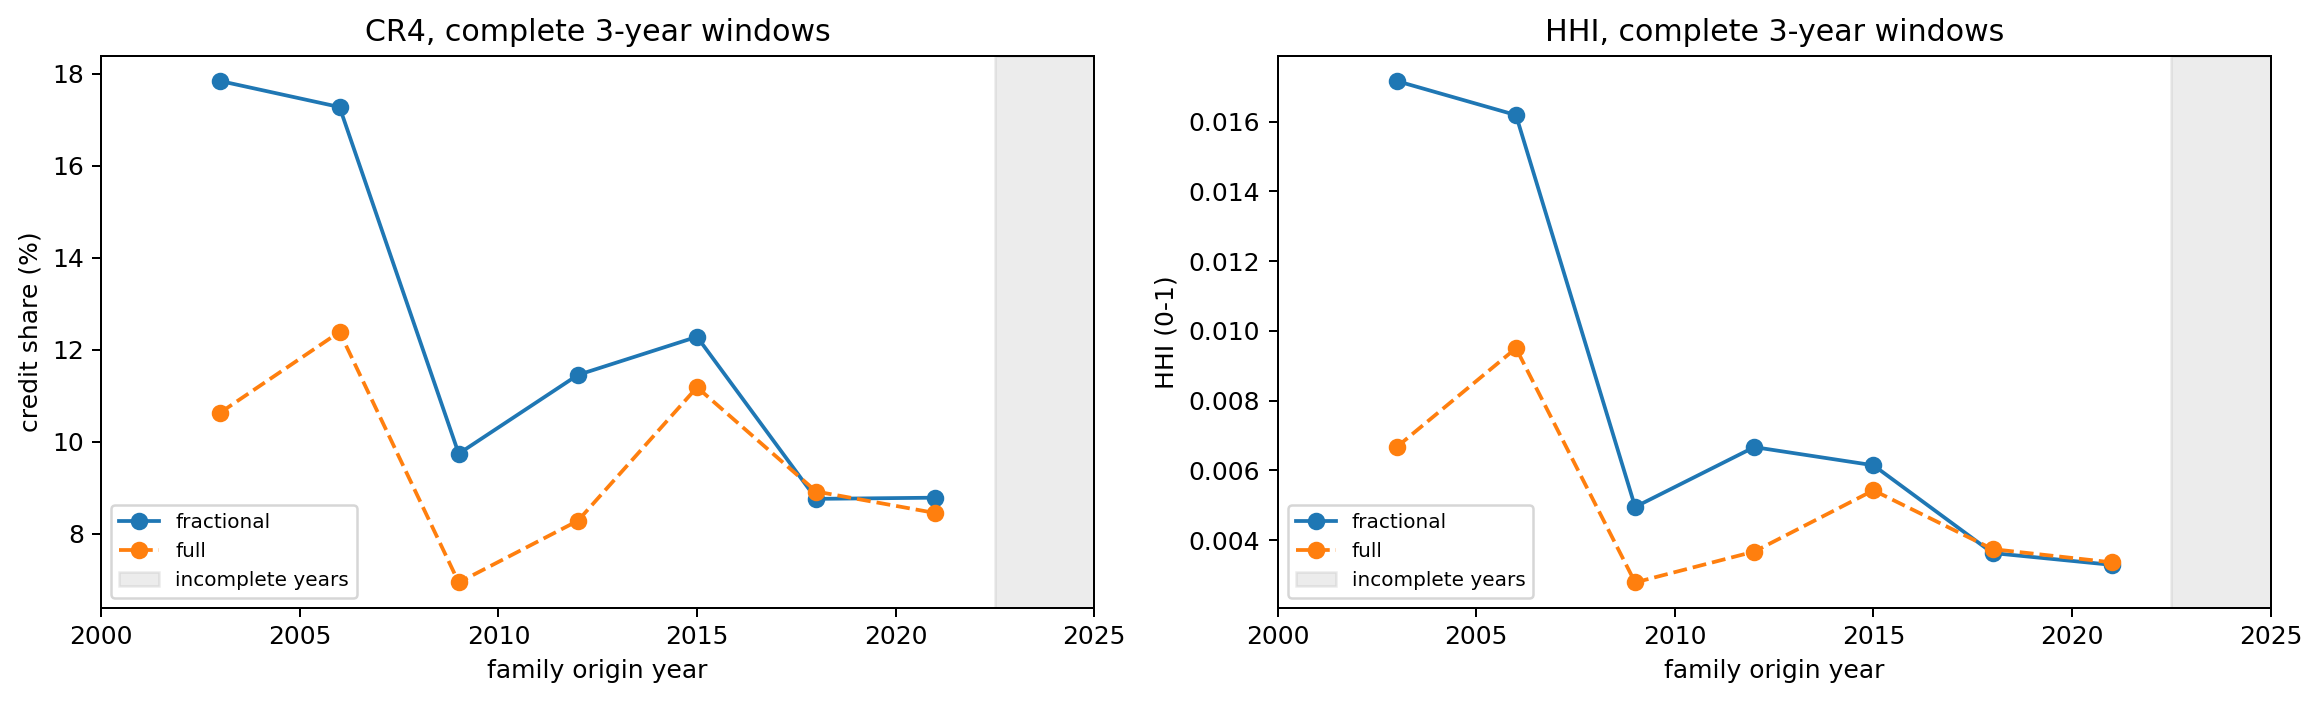 CR4, complete 3-year windows
credit share (%)
18
16
14
12
10
8
fractional
full
incomplete years
2000
2005
2010
2015
2020
2025
family origin year
HHI, complete 3-year windows
HHI (0-1)
0.016
0.014
0.012
0.010
0.008
0.006
0.004
fractional
full
incomplete years
2000
2005
2010
2015
2020
2025
family origin year